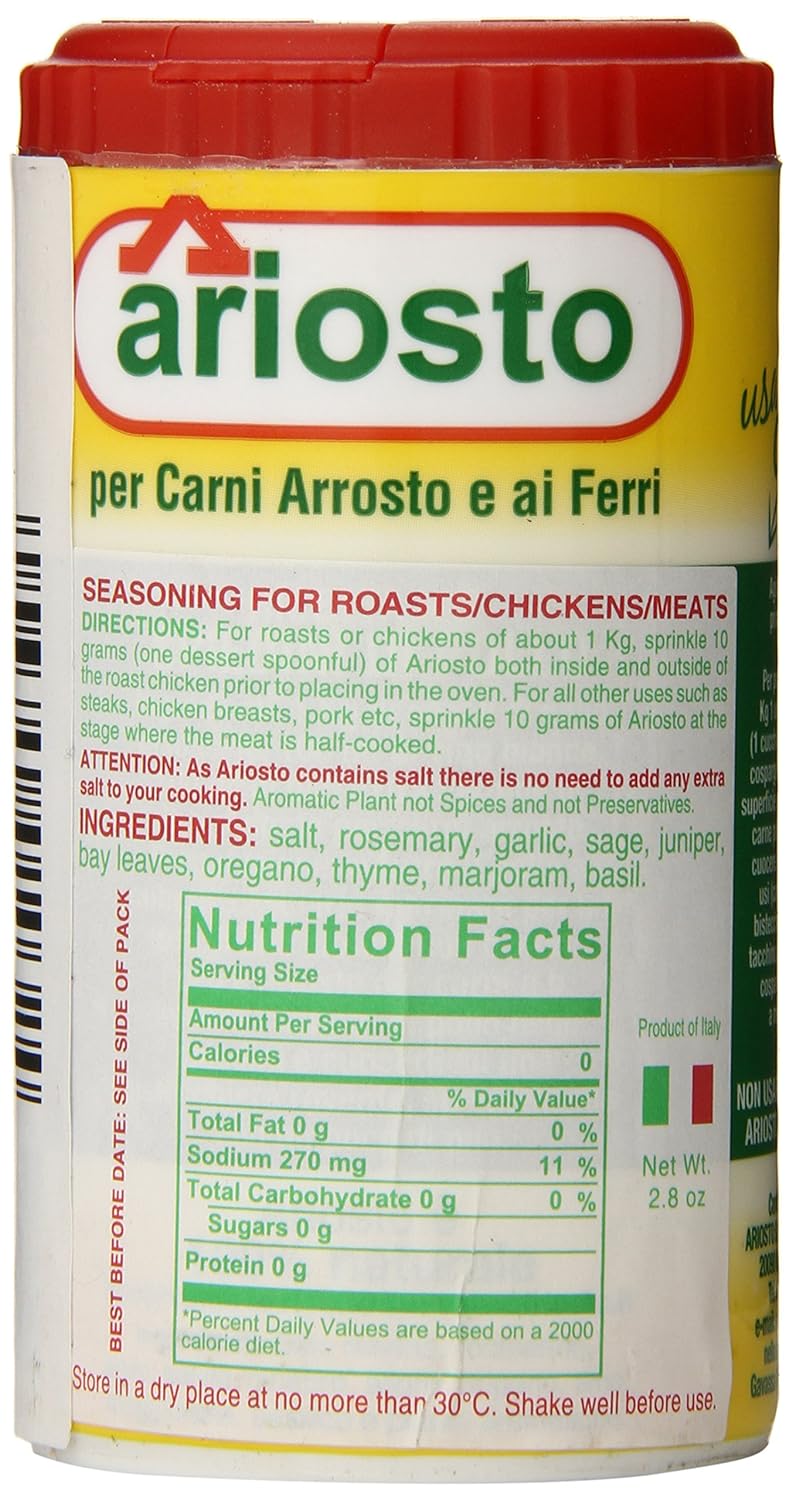 ariosto
per Carni Arrosto e ai Ferri
SEASONING FOR ROASTS/CHICKENS/MEATS
DIRECTIONS: For roasts or chickens of about 1 Kg, sprinkle 10
grams (one dessert spoonful) of Ariosto both inside and outside of
the roast chicken prior to placing in the oven. For all other uses such as
steaks, chicken breasts, pork etc, sprinkle 10 grams of Ariosto at the
stage where the meat is half-cooked.
ATTENTION: As Ariosto contains salt there is no need to add any extra
salt to your cooking. Aromatic Plant not Spices and not Preservatives.
INGREDIENTS: salt, rosemary, garlic, sage, juniper,
bay leaves, oregano, thyme, marjoram, basil.
BEST BEFORE DATE: SEE SIDE OF PACK
Nutrition Facts
Serving Size
Amount Per Serving
Calories 0
% Daily Value*
Total Fat 0 g 0 %
Sodium 270 mg 11 %
Total Carbohydrate 0 g 0 %
Sugars 0 g
Protein 0 g
*Percent Daily Values are based on a 2000
calorie diet.
Product of Italy
Net Wt.
2.8 oz
Store in a dry place at no more than 30°C. Shake well before use.
Kg 1
(1
carne
usi
a
NON